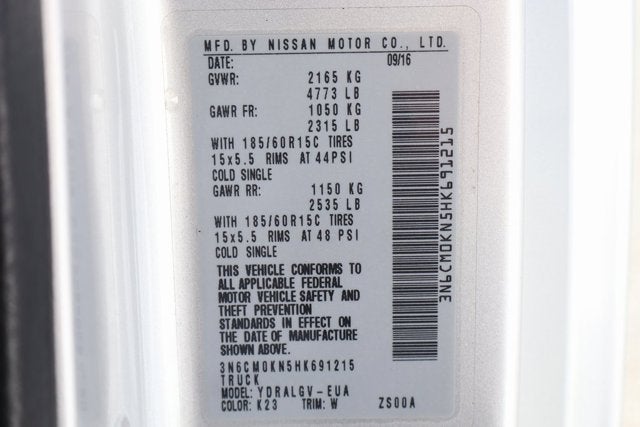 MFD. BY NISSAN MOTOR CO., LTD.
DATE: 09/16
GVWR: 2165 KG
4773 LB
GAWR FR: 1050 KG
2315 LB
WITH 185/60R15C TIRES
15x5.5 RIMS AT 44PSI
COLD SINGLE
GAWR RR: 1150 KG
2535 LB
WITH 185/60R15C TIRES
15x5.5 RIMS AT 48 PSI
COLD SINGLE
THIS VEHICLE CONFORMS TO
ALL APPLICABLE FEDERAL
MOTOR VEHICLE SAFETY AND
THEFT PREVENTION
STANDARDS IN EFFECT ON
THE DATE OF MANUFACTURE
SHOWN ABOVE.
3N6CM0KN5HK691215
TRUCK
MODEL: YDRALGV-EUA
COLOR: K23 TRIM: W ZS00A
3N6CM0KN5HK691215